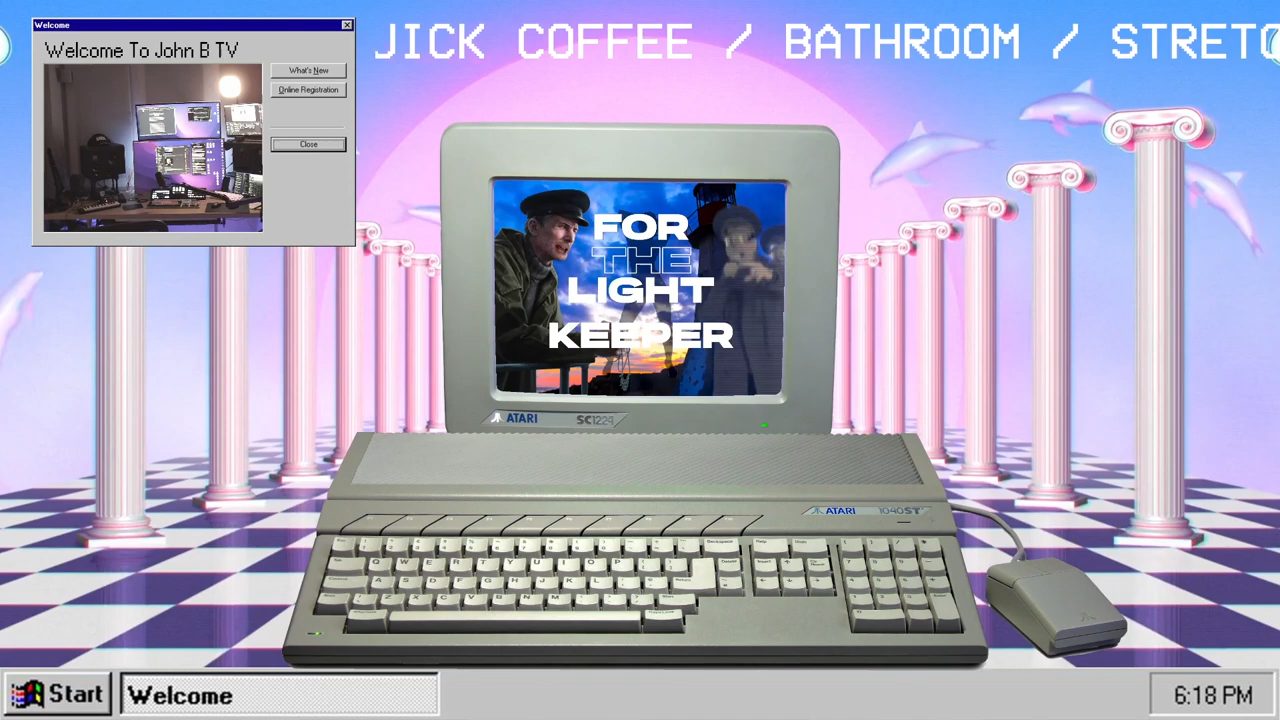 Welcome
JICK COFFEE / BATHROOM / STRETC
Welcome To John B TV
What's New
Online Registration
Close
FOR
THE
LIGHT
KEEPER
ATARI
SC1224
ATARI
1040ST
Q W E R T Y U I O P
A S D F G H J K L
Z X C V B N M
Start
Welcome
6:18 PM